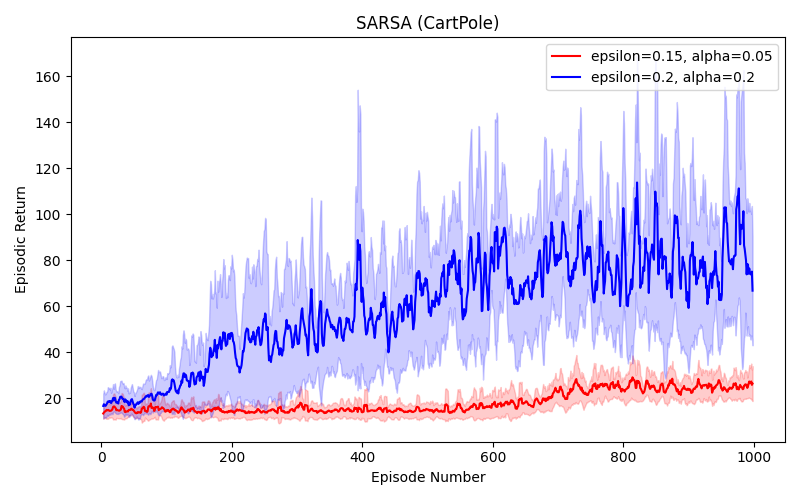 SARSA (CartPole)
epsilon=0.15, alpha=0.05
epsilon=0.2, alpha=0.2
Episodic Return
160
140
120
100
80
60
40
20
0
200
400
600
800
1000
Episode Number